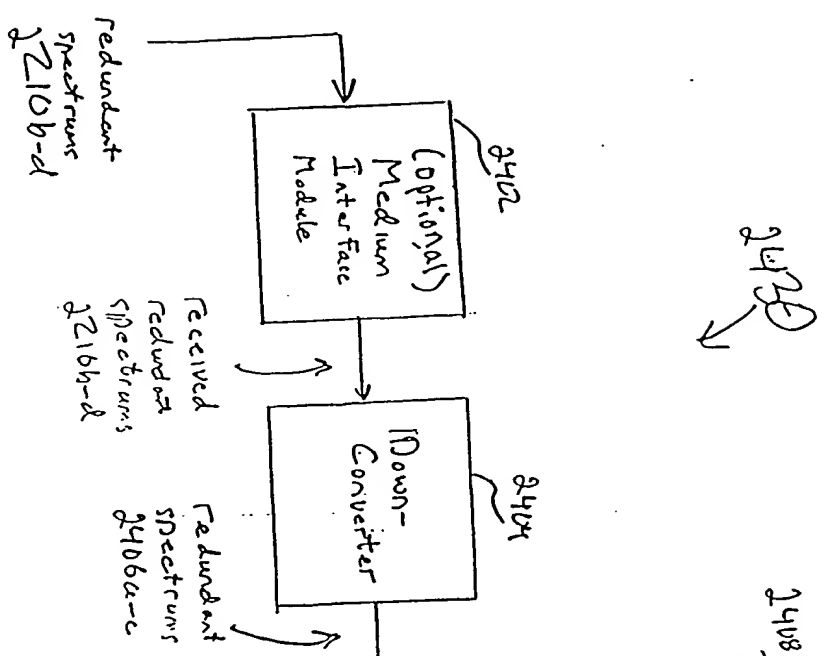 2430
2402
(optional)
Medium
Interface
Module
2404
Down-
Converter
2408
redundant
spectrums
2210b-d
received
redundant
spectrums
2210b-d
redundant
spectrums
2406a-c